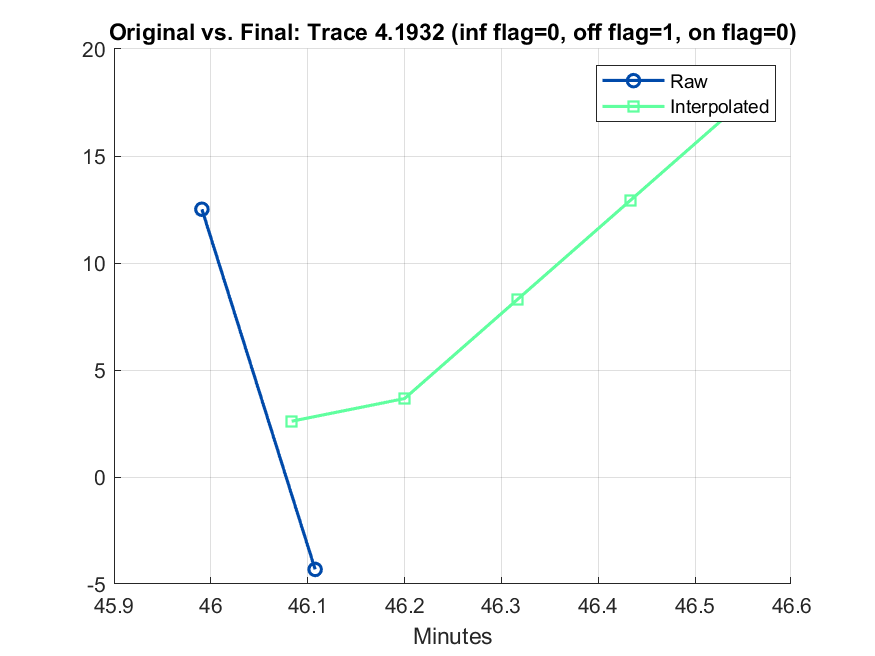 Original vs. Final: Trace 4.1932 (inf flag=0, off flag=1, on flag=0)
20
15
10
5
0
-5
Raw
Interpolated
45.9 46 46.1 46.2 46.3 46.4 46.5 46.6
Minutes